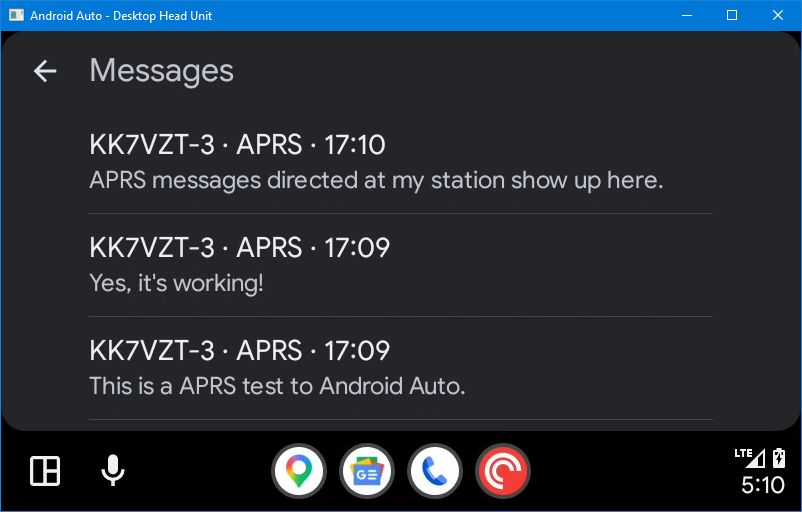 Android Auto - Desktop Head Unit
Messages
KK7VZT-3 · APRS · 17:10
APRS messages directed at my station show up here.
KK7VZT-3 · APRS · 17:09
Yes, it's working!
KK7VZT-3 · APRS · 17:09
This is a APRS test to Android Auto.
GE
LTE
5:10